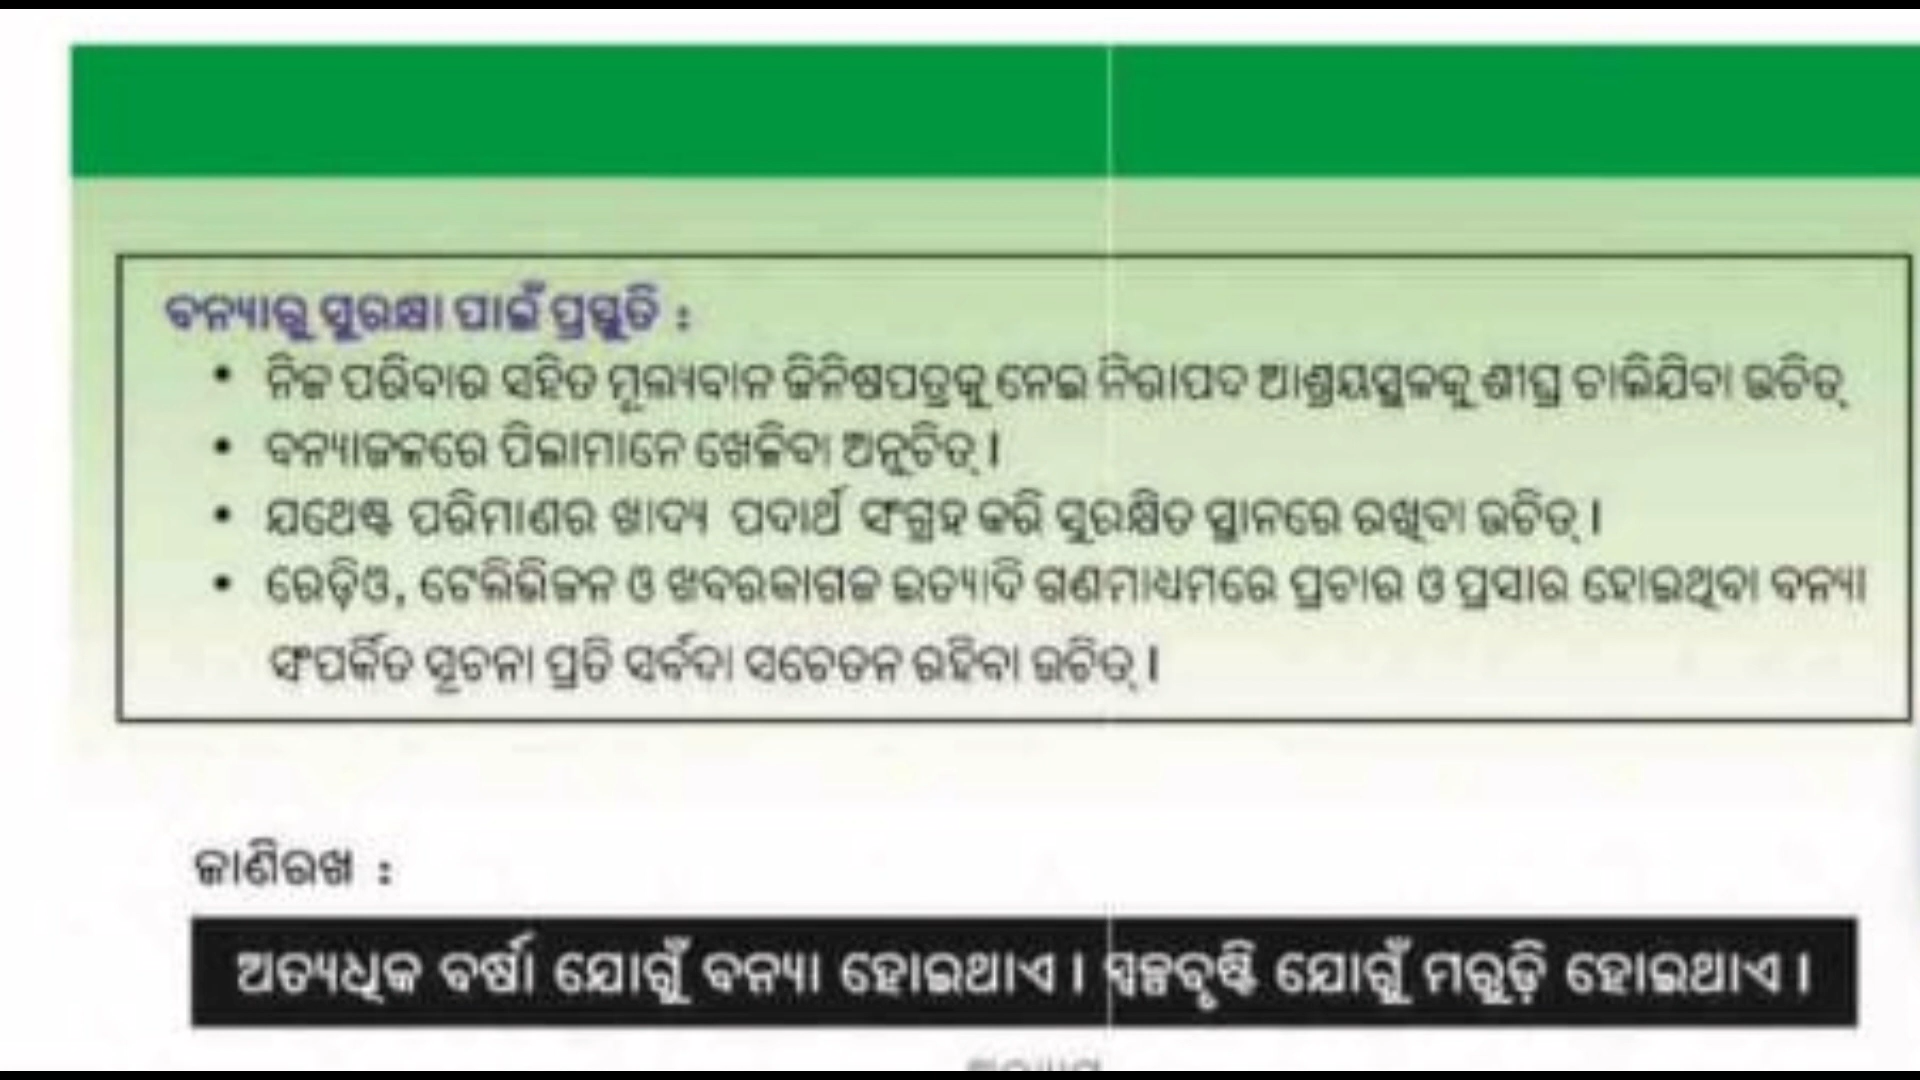 ବନ୍ୟାରୁ ସୁରକ୍ଷା ପାଇଁ ପ୍ରସ୍ତୁତି :
• ନିଜ ପରିବାର ସହିତ ମୂଲ୍ୟବାନ ଜିନିଷପତ୍ରକୁ ନେଇ ନିରାପଦ ଆଶ୍ରୟସ୍ଥଳକୁ ଶୀଘ୍ର ଚାଲିଯିବା ଉଚିତ୍
• ବନ୍ୟାଜଳରେ ପିଲାମାନେ ଖେଳିବା ଅନୁଚିତ୍ ।
• ଯଥେଷ୍ଟ ପରିମାଣର ଖାଦ୍ୟ ପଦାର୍ଥ ସଂଗ୍ରହ କରି ସୁରକ୍ଷିତ ସ୍ଥାନରେ ରଖିବା ଉଚିତ୍ ।
• ରେଡ଼ିଓ, ଟେଲିଭିଜନ ଓ ଖବରକାଗଜ ଇତ୍ୟାଦି ଗଣମାଧ୍ୟମରେ ପ୍ରଚାର ଓ ପ୍ରସାର ହୋଇଥିବା ବନ୍ୟା
ସଂପର୍କିତ ସୂଚନା ପ୍ରତି ସର୍ବଦା ସଚେତନ ରହିବା ଉଚିତ୍ ।
ଜାଣିରଖ :
ଅତ୍ୟଧିକ ବର୍ଷା ଯୋଗୁଁ ବନ୍ୟା ହୋଇଥାଏ । ସ୍ୱଳ୍ପବୃଷ୍ଟି ଯୋଗୁଁ ମରୁଡ଼ି ହୋଇଥାଏ ।